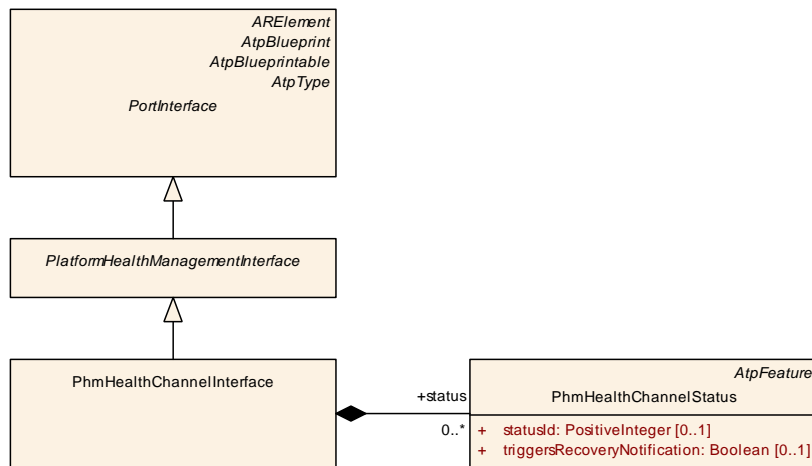 ARElement
AtpBlueprint
AtpBlueprintable
AtpType
PortInterface
PlatformHealthManagementInterface
PhmHealthChannelInterface
+status
0..*
AtpFeature
PhmHealthChannelStatus
+ statusId: PositiveInteger [0..1]
+ triggersRecoveryNotification: Boolean [0..1]